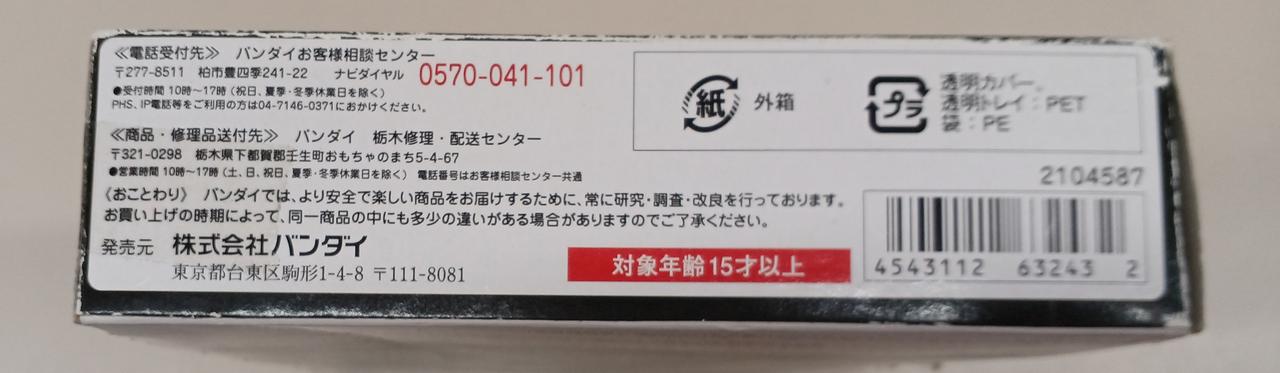 ≪電話受付先≫ バンダイお客様相談センター
〒277-8511 柏市豊四季241-22 ナビダイヤル 0570-041-101
●受付時間 10時～17時(祝日、夏季・冬季休業日を除く)
PHS、IP電話等をご利用の方は04-7146-0371におかけください。
≪商品・修理品送付先≫ バンダイ 栃木修理・配送センター
〒321-0298 栃木県下都賀郡壬生町おもちゃのまち5-4-67
●営業時間 10時～17時(土、日、祝日、夏季・冬季休業日を除く) 電話番号はお客様相談センター共通
《おことわり》 バンダイでは、より安全で楽しい商品をお届けするために、常に研究・調査・改良を行っております。
お買い上げの時期によって、同一商品の中にも多少の違いがある場合がありますのでご了承ください。
発売元 株式会社バンダイ
東京都台東区駒形1-4-8 〒111-8081
対象年齢15才以上
紙 外箱
プラ 透明カバー、
透明トレイ：PET
袋：PE
2104587
4543112 63243 2